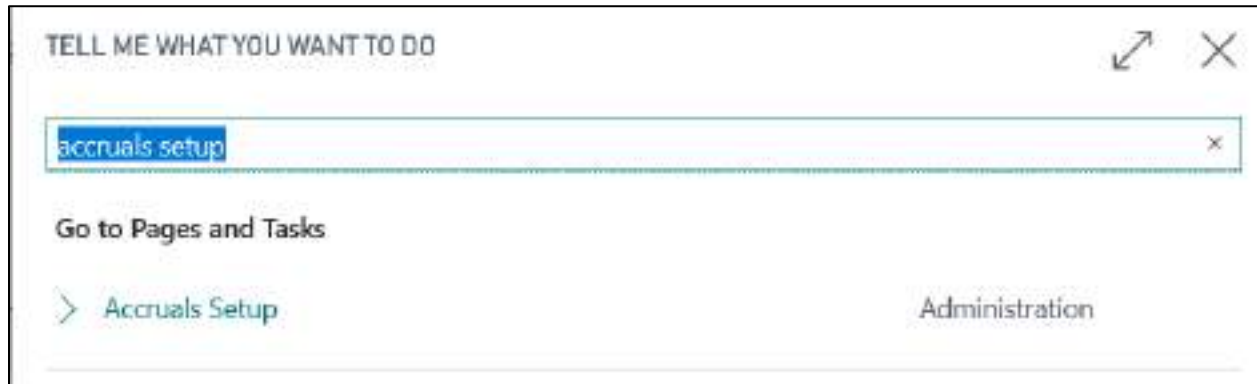 TELL ME WHAT YOU WANT TO DO
accruals setup
Go to Pages and Tasks
Accruals Setup Administration